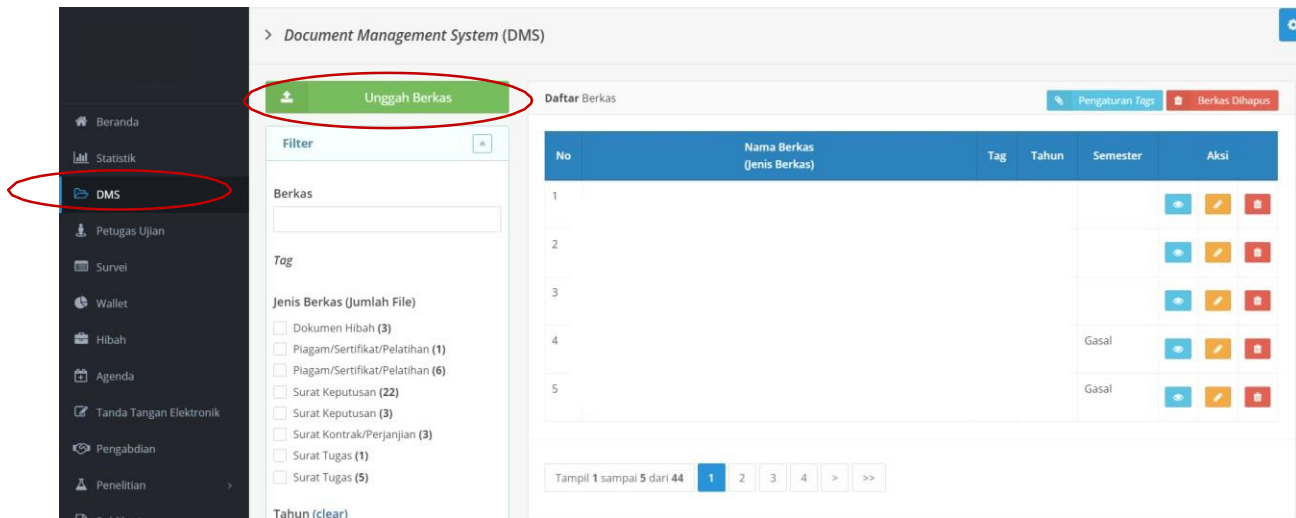 > Document Management System (DMS)
Beranda
Statistik
DMS
Petugas Ujian
Survei
Wallet
Hibah
Agenda
Tanda Tangan Elektronik
Pengabdian
Penelitian >
Unggah Berkas
Filter
Berkas
Tag
Jenis Berkas (Jumlah File)
Dokumen Hibah (3)
Piagam/Sertifikat/Pelatihan (1)
Piagam/Sertifikat/Pelatihan (6)
Surat Keputusan (22)
Surat Keputusan (3)
Surat Kontrak/Perjanjian (3)
Surat Tugas (1)
Surat Tugas (5)
Tahun (clear)
Daftar Berkas
Pengaturan Tags Berkas Dihapus
No Nama Berkas (Jenis Berkas) Tag Tahun Semester Aksi
1
2
3
4 Gasal
5 Gasal
Tampil 1 sampai 5 dari 44 1 2 3 4 > >>